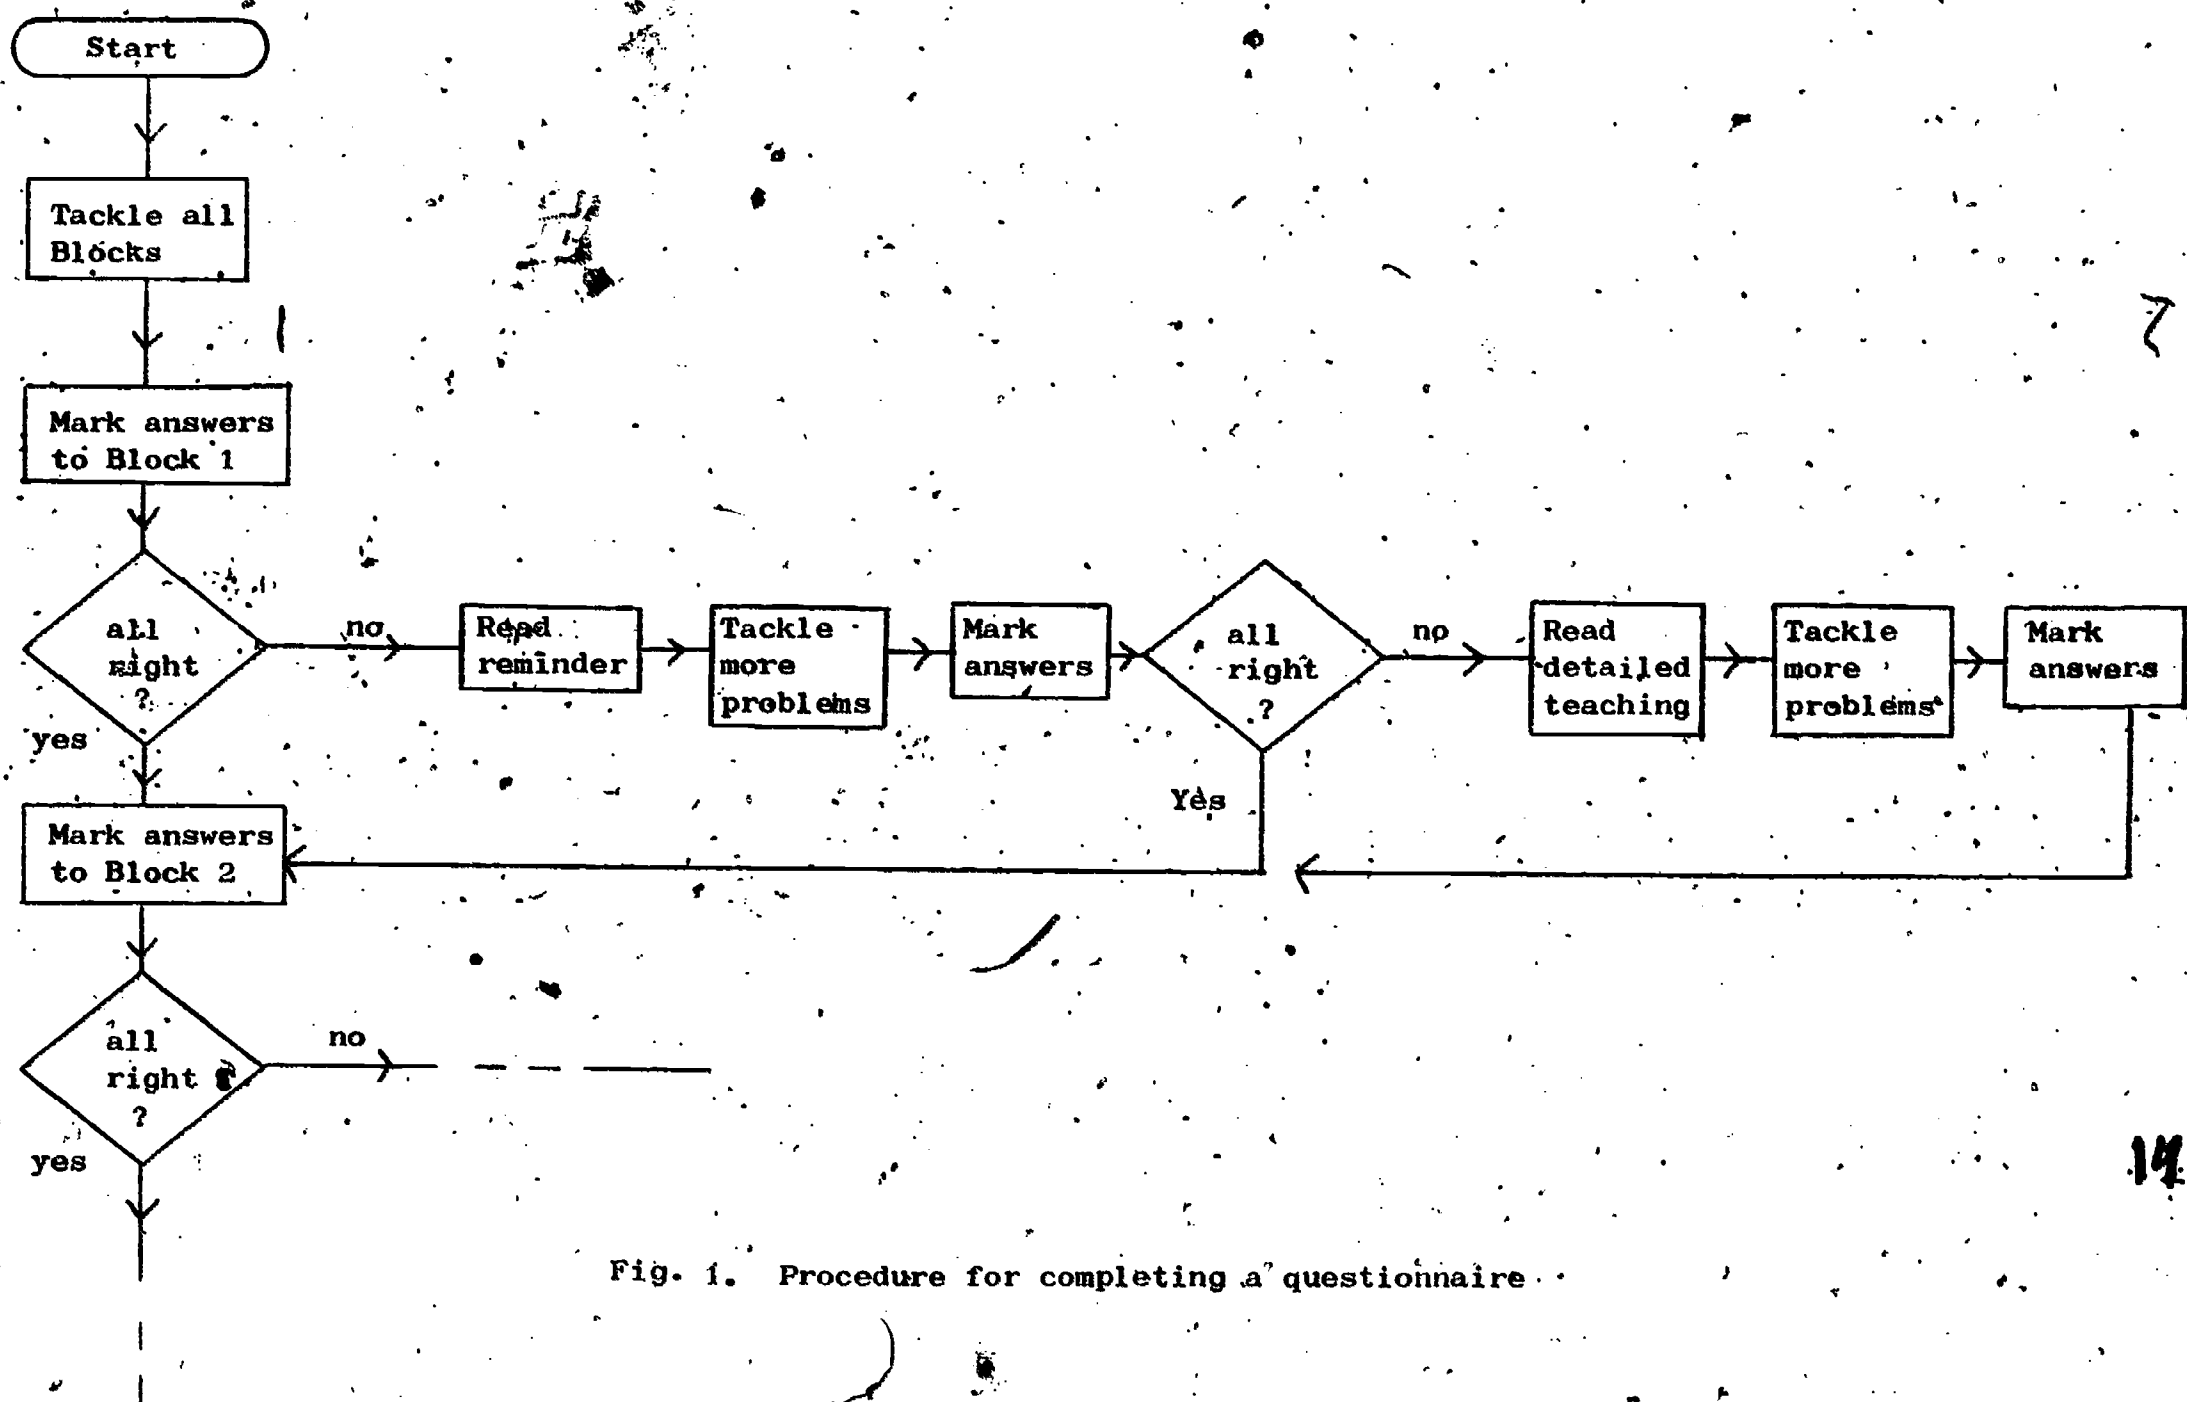 Start
Tackle all
Blocks
Mark answers
to Block 1
all
right
?
no
yes
Read
reminder
Tackle
more
problems
Mark
answers
all
right
?
no
Yes
Read
detailed
teaching
Tackle
more
problems
Mark
answers
Mark answers
to Block 2
all
right
?
no
yes
7
14
Fig. 1. Procedure for completing a questionnaire